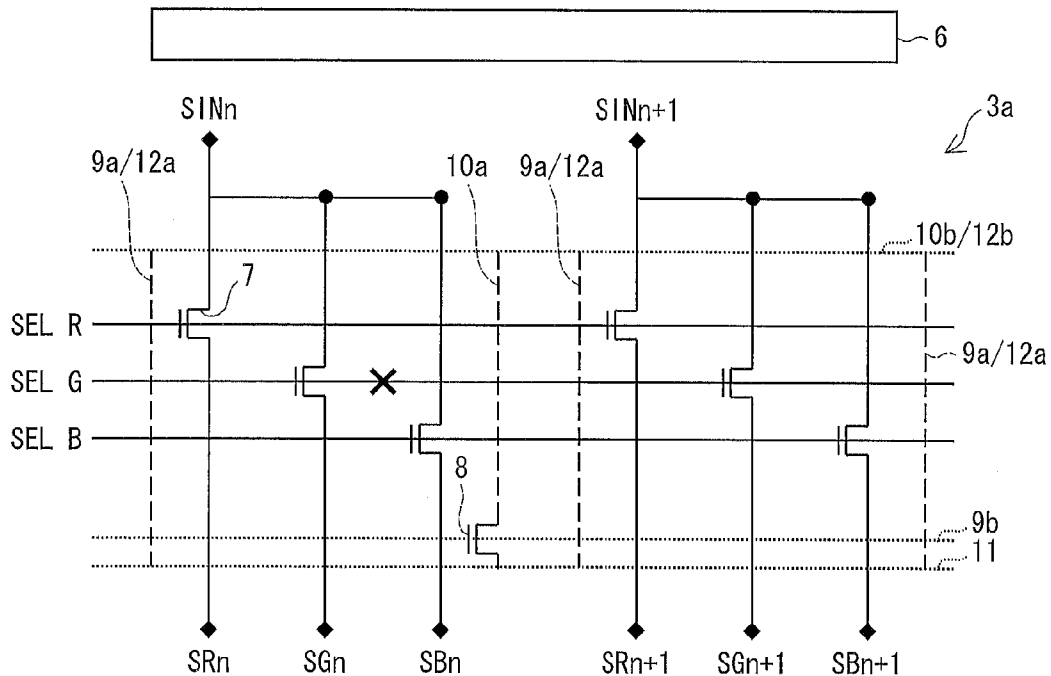 6
SINn
SINn+1
3a
9a/12a
10a
9a/12a
10b/12b
7
SEL R
9a/12a
SEL G
SEL B
8
9b
11
SRn
SGn
SBn
SRn+1
SGn+1
SBn+1